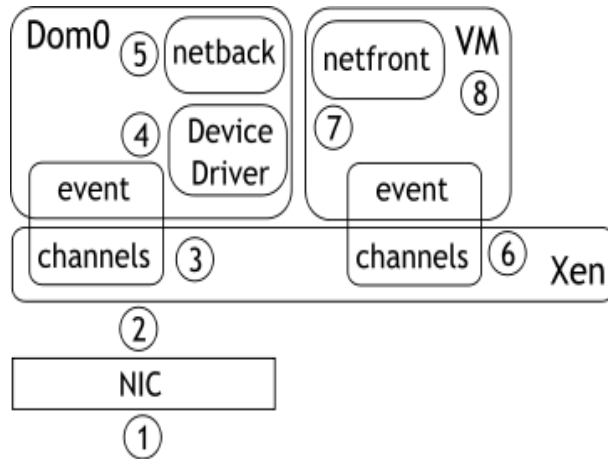 Dom0
5
netback
netfront
VM
8
4
Device
Driver
7
event
channels
3
event
channels
6
Xen
2
NIC
1